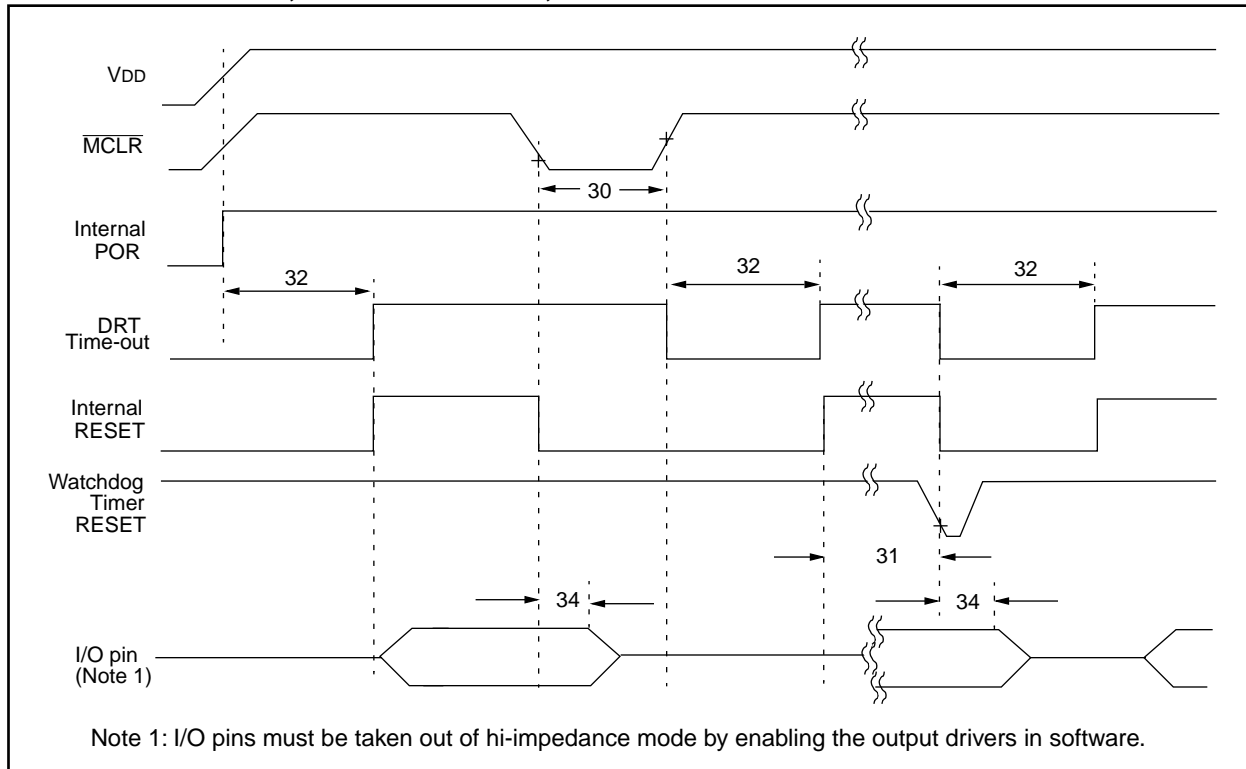 VDD
MCLR
30
Internal
POR
32
32
32
DRT
Time-out
Internal
RESET
Watchdog
Timer
RESET
31
34
34
I/O pin
(Note 1)
Note 1: I/O pins must be taken out of hi-impedance mode by enabling the output drivers in software.